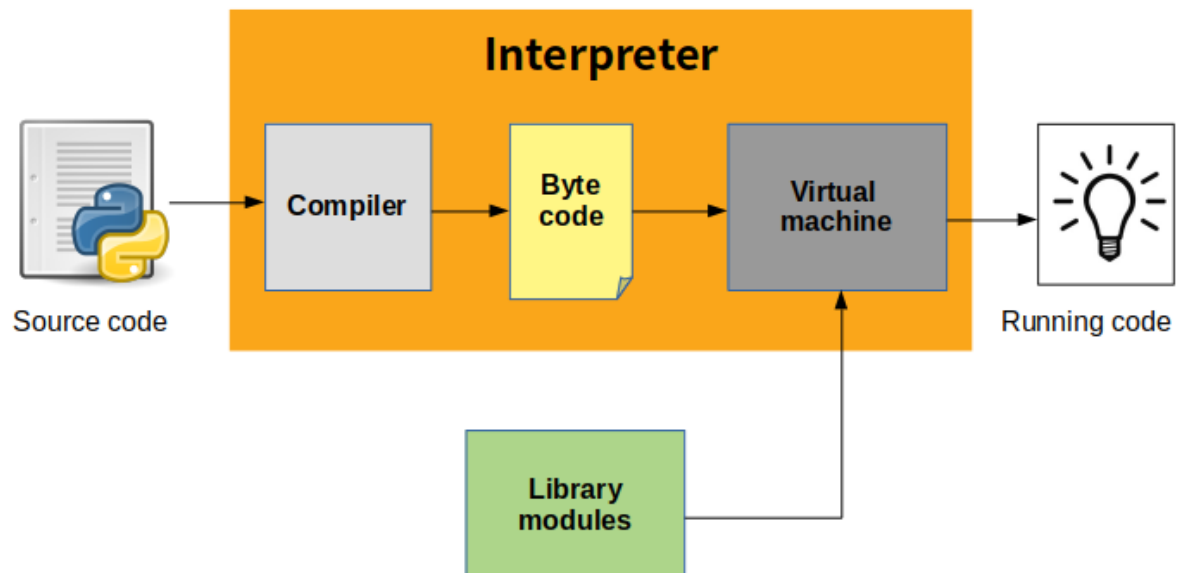 Interpreter
Compiler
Byte
code
Virtual
machine
Source code
Running code
Library
modules